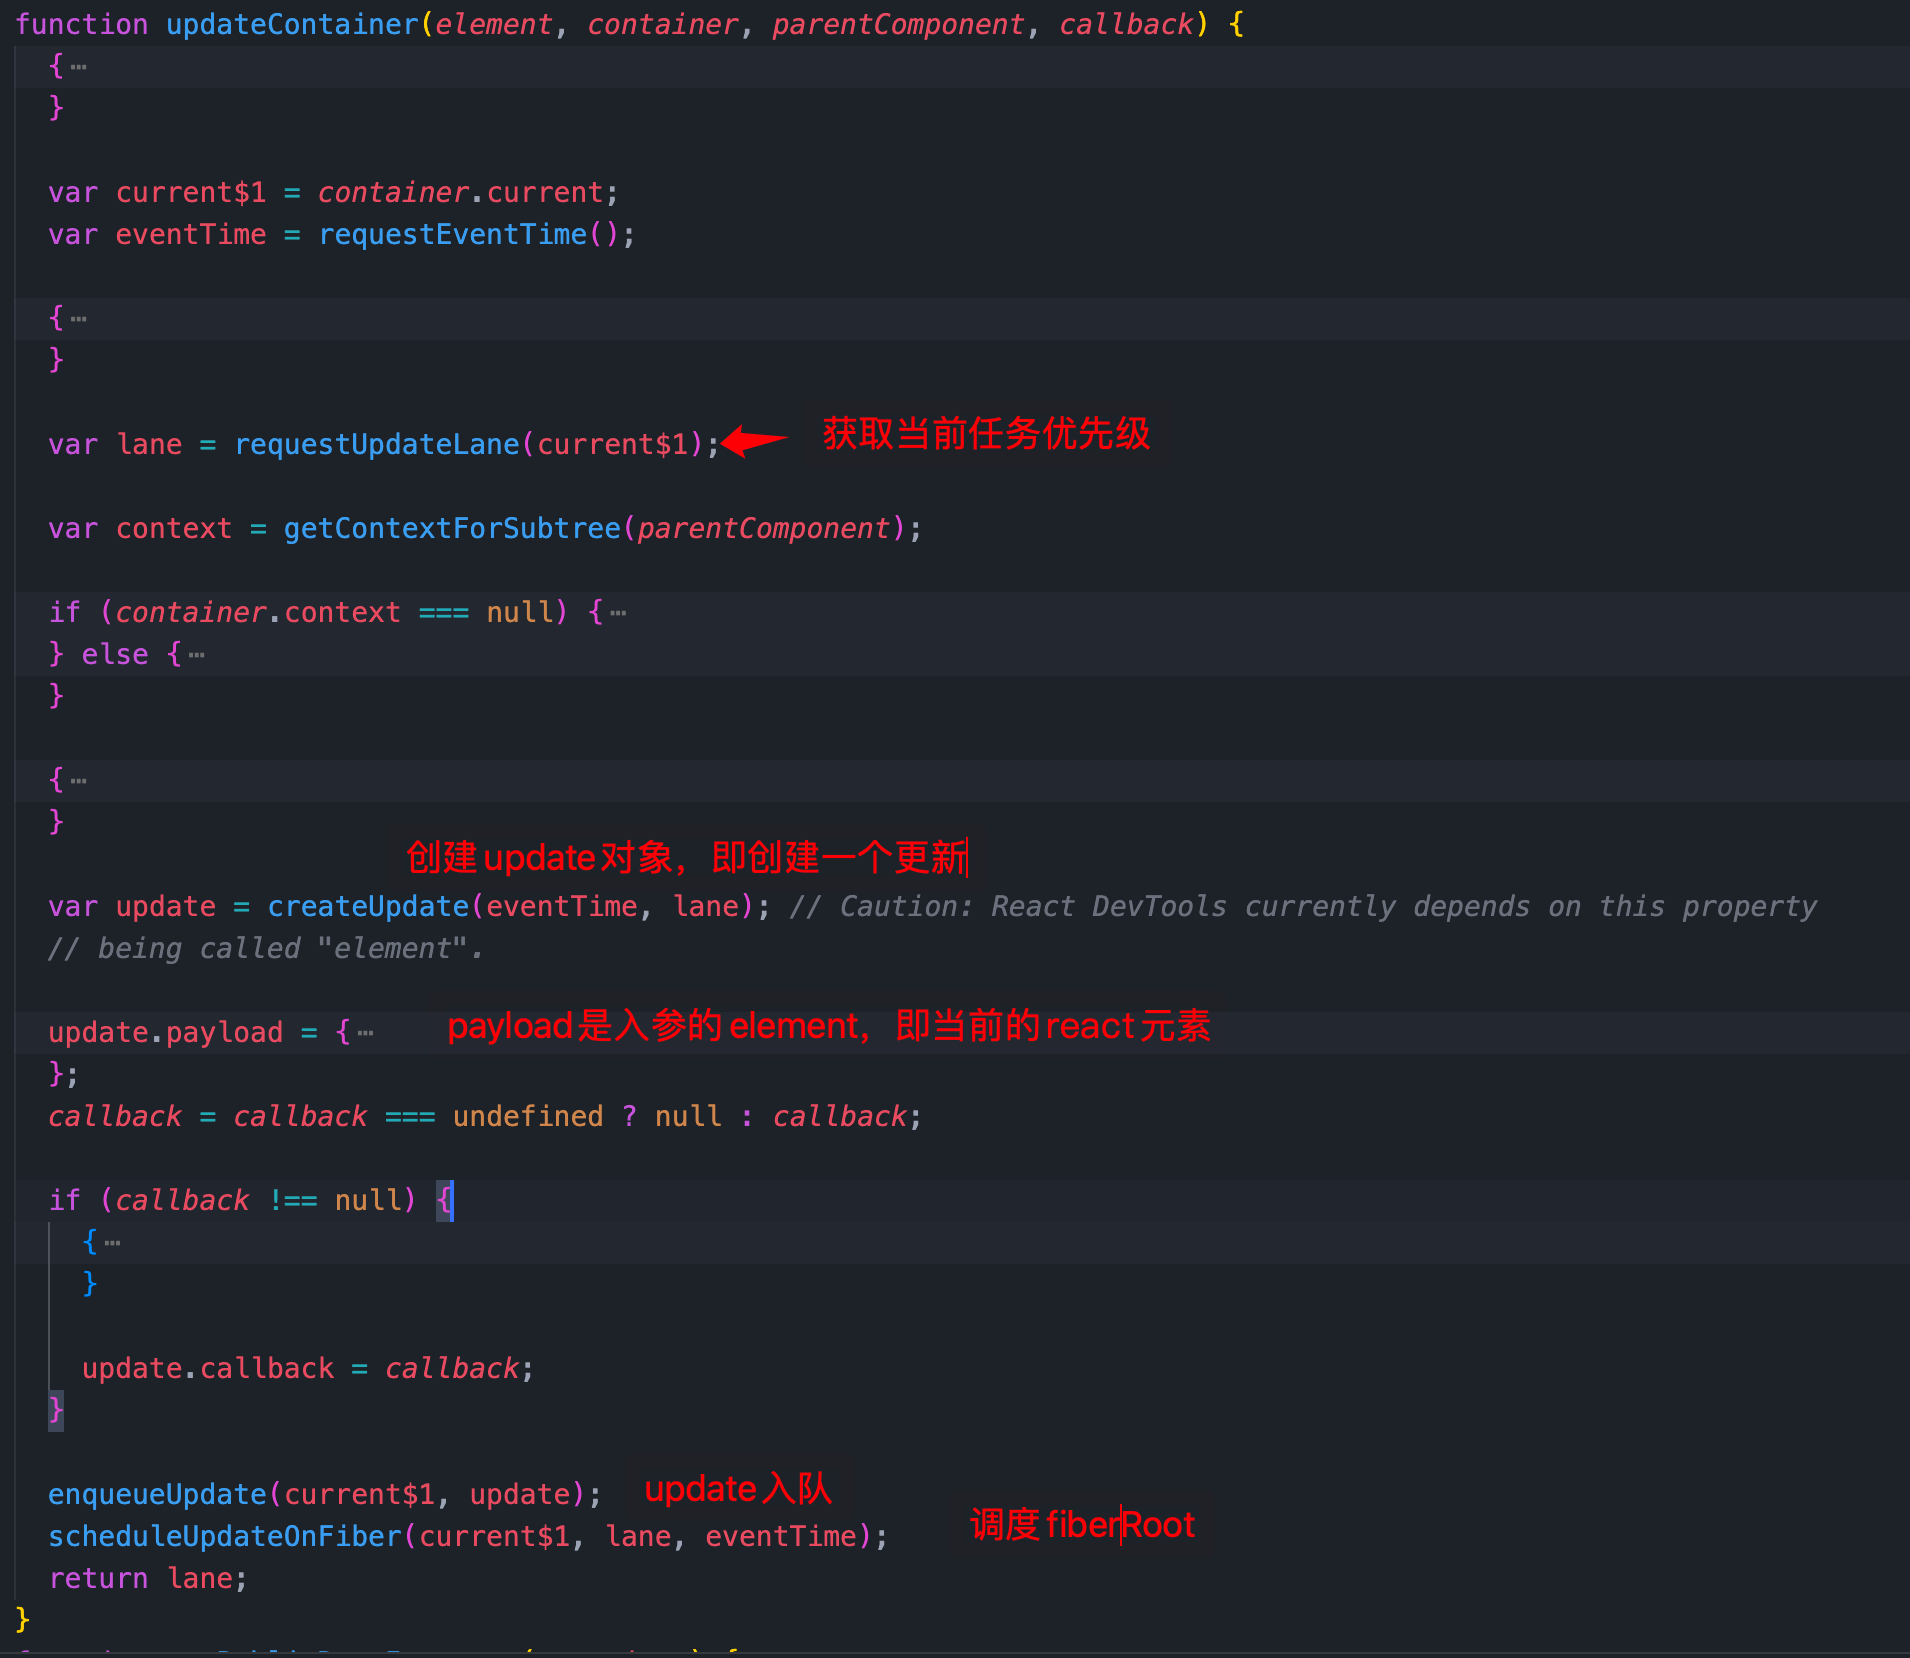 function updateContainer(element, container, parentComponent, callback) {
{…
}
var current$1 = container.current;
var eventTime = requestEventTime();
{…
}
var lane = requestUpdateLane(current$1); 获取当前任务优先级
var context = getContextForSubtree(parentComponent);
if (container.context === null) {…
} else {…
}
{…
}
创建update对象，即创建一个更新
var update = createUpdate(eventTime, lane); // Caution: React DevTools currently depends on this property
// being called "element".
update.payload = {… payload是入参的element，即当前的react元素
};
callback = callback === undefined ? null : callback;
if (callback !== null) {
{…
}
update.callback = callback;
}
enqueueUpdate(current$1, update); update入队
scheduleUpdateOnFiber(current$1, lane, eventTime); 调度fiberRoot
return lane;
}